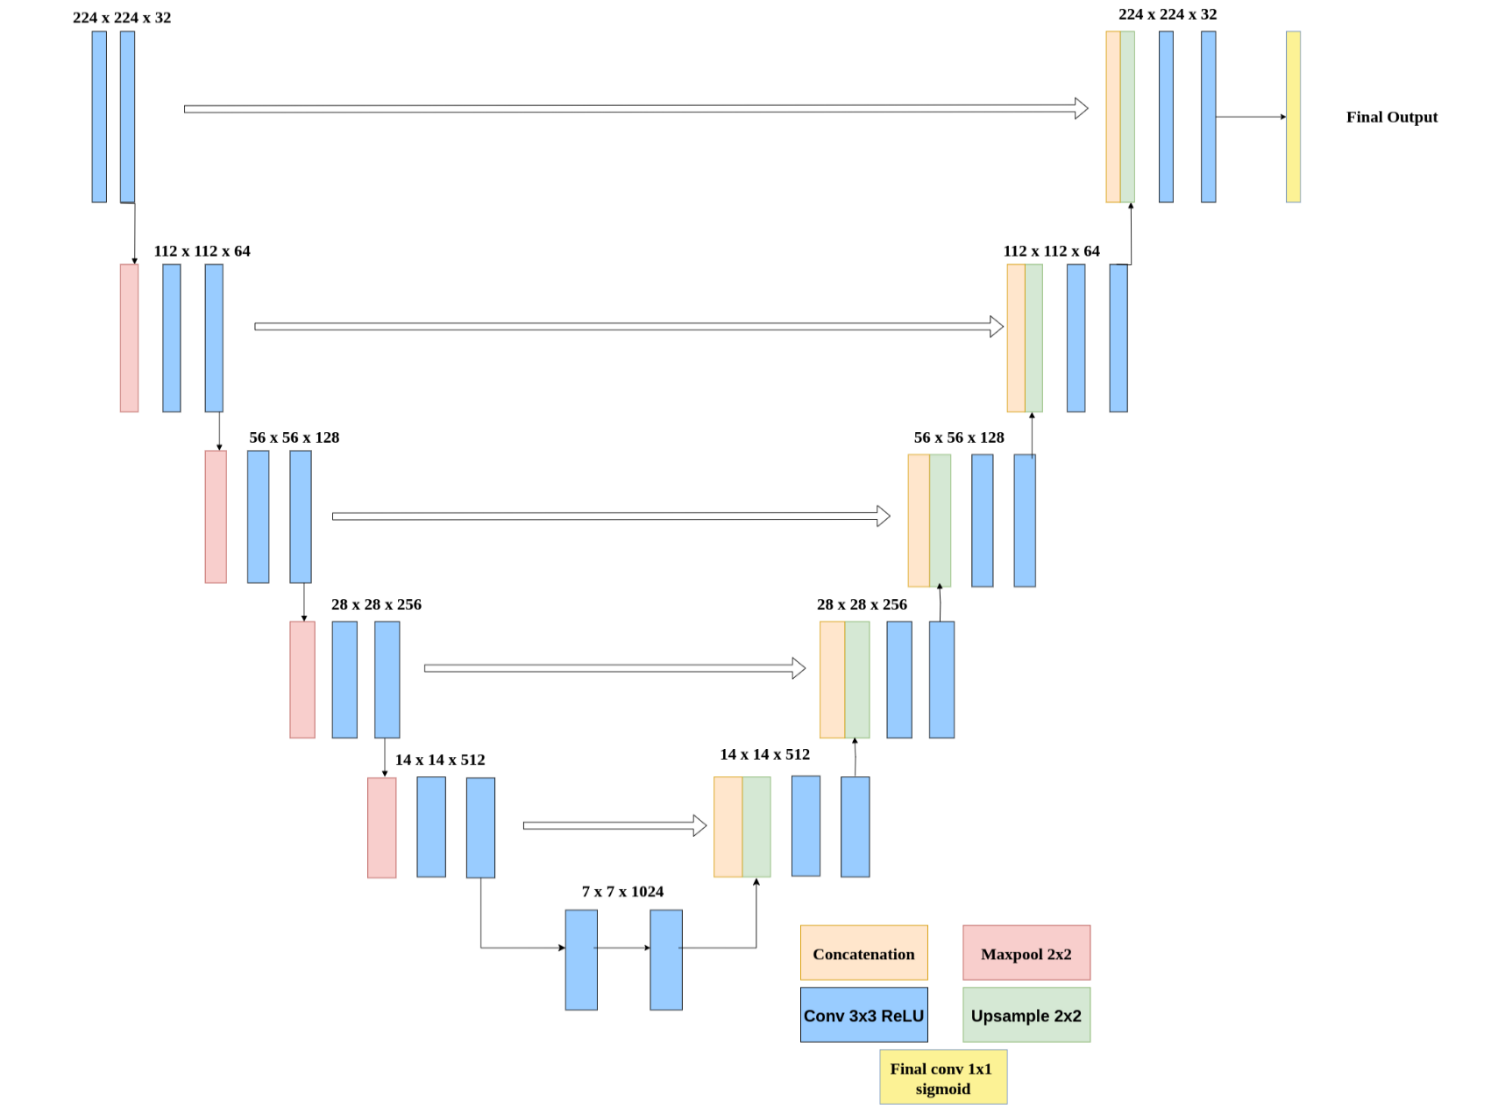 224 x 224 x 32
224 x 224 x 32
Final Output
112 x 112 x 64
112 x 112 x 64
56 x 56 x 128
56 x 56 x 128
28 x 28 x 256
28 x 28 x 256
14 x 14 x 512
14 x 14 x 512
7 x 7 x 1024
Concatenation
Maxpool 2x2
Conv 3x3 ReLU
Upsample 2x2
Final conv 1x1
sigmoid